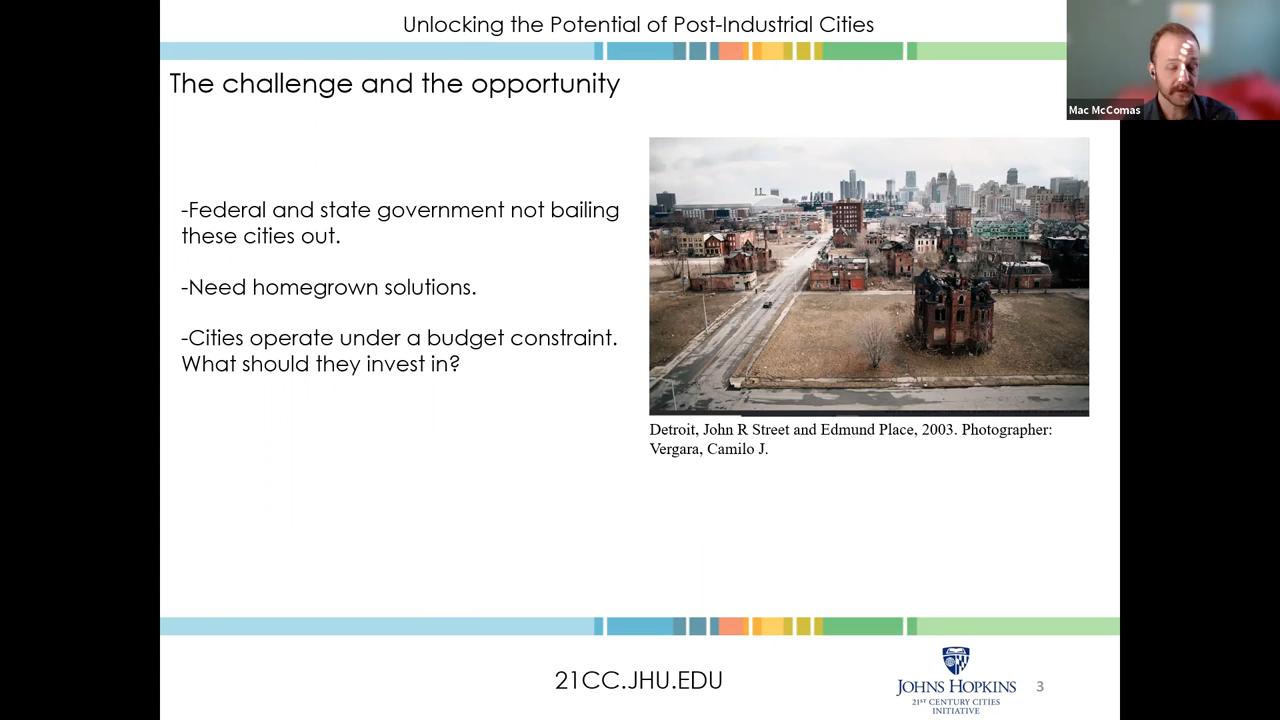 Unlocking the Potential of Post-Industrial Cities
Mac McComas
The challenge and the opportunity
-Federal and state government not bailing
these cities out.
-Need homegrown solutions.
-Cities operate under a budget constraint.
What should they invest in?
Detroit, John R Street and Edmund Place, 2003. Photographer:
Vergara, Camilo J.
21CC.JHU.EDU
JOHNS HOPKINS
21ST CENTURY CITIES
INITIATIVE
3